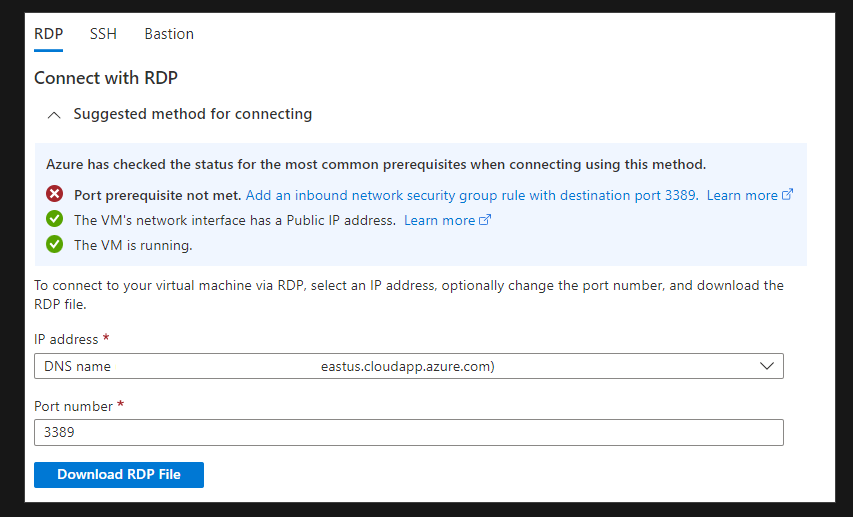 RDP SSH Bastion
Connect with RDP
Suggested method for connecting
Azure has checked the status for the most common prerequisites when connecting using this method.
Port prerequisite not met. Add an inbound network security group rule with destination port 3389. Learn more
The VM's network interface has a Public IP address. Learn more
The VM is running.
To connect to your virtual machine via RDP, select an IP address, optionally change the port number, and download the
RDP file.
IP address *
DNS name eastus.cloudapp.azure.com)
Port number *
3389
Download RDP File